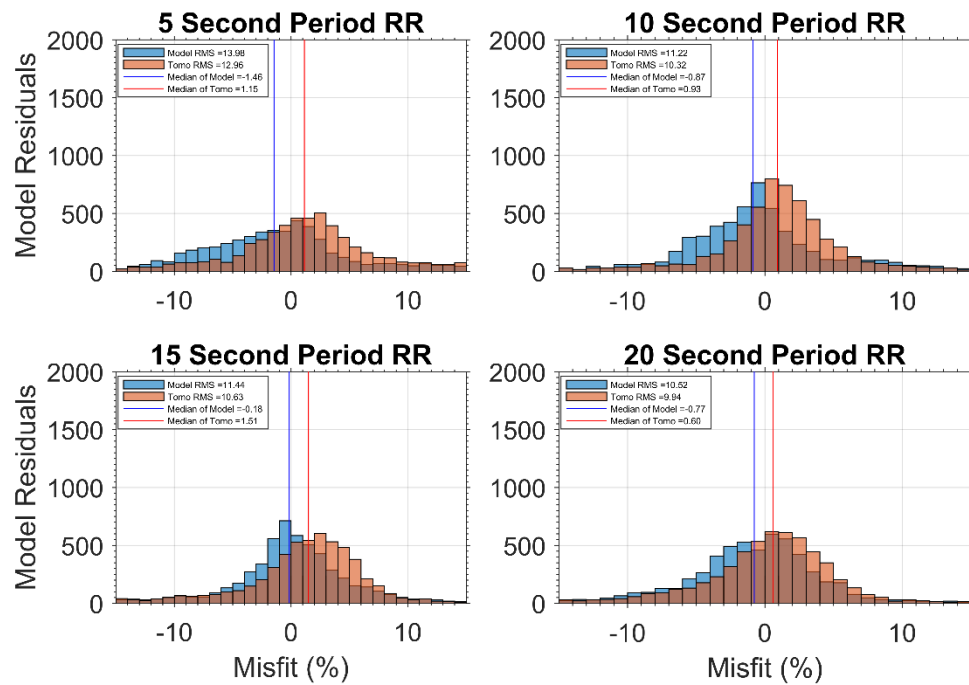 5 Second Period RR
Model RMS =13.98
Tomo RMS =12.96
Median of Model=-1.46
Median of Tomo =1.15
2000
1500
1000
500
0
-10 0 10
Model Residuals
10 Second Period RR
Model RMS =11.22
Tomo RMS =10.32
Median of Model =-0.87
Median of Tomo =0.93
2000
1500
1000
500
0
-10 0 10
15 Second Period RR
Model RMS =11.44
Tomo RMS =10.63
Median of Model =-0.18
Median of Tomo =1.51
2000
1500
1000
500
0
-10 0 10
Model Residuals
Misfit (%)
20 Second Period RR
Model RMS =10.52
Tomo RMS =9.94
Median of Model =-0.77
Median of Tomo =0.60
2000
1500
1000
500
0
-10 0 10
Misfit (%)